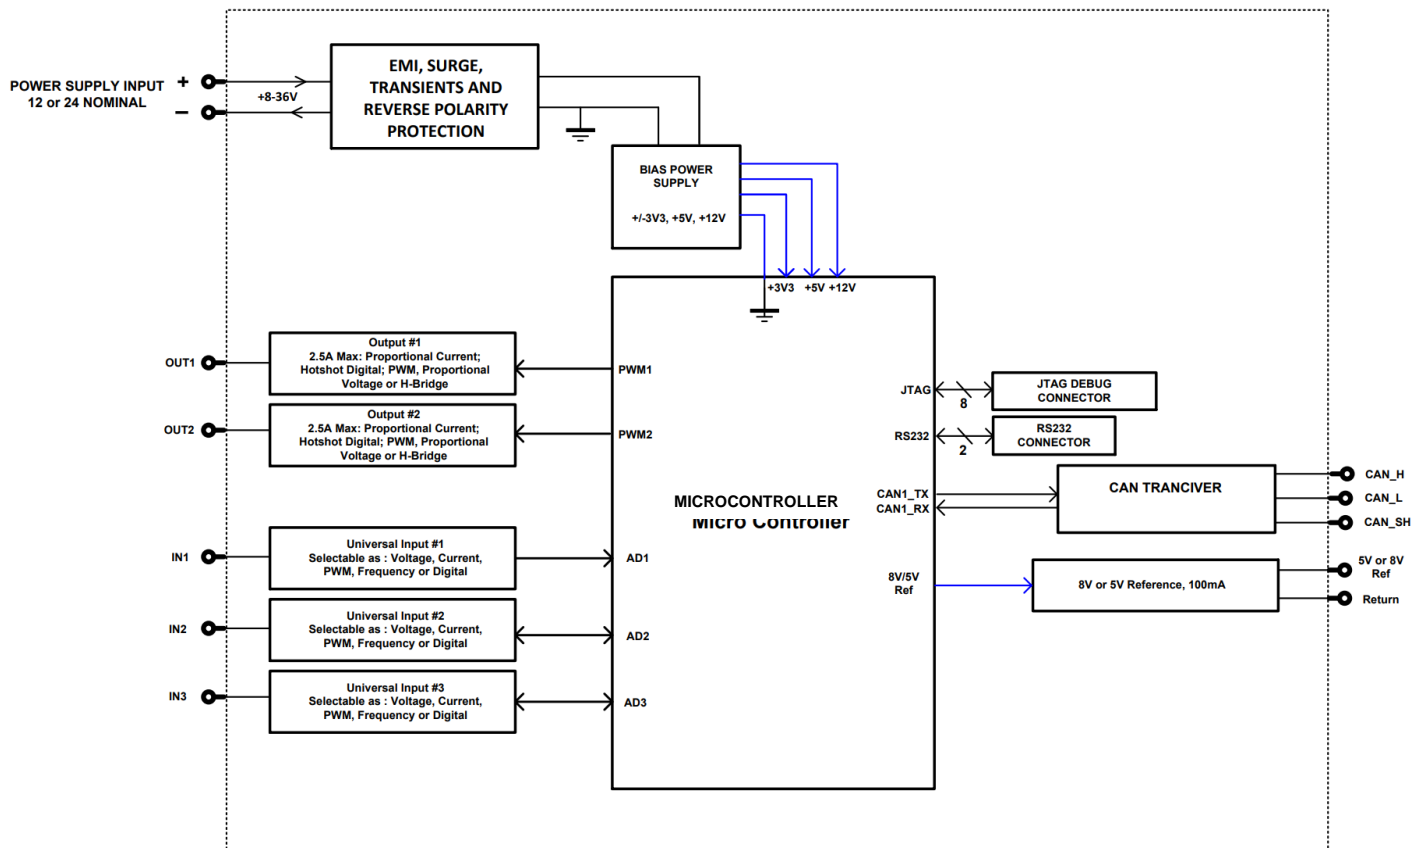 POWER SUPPLY INPUT
12 or 24 NOMINAL
+
–
+8-36V
EMI, SURGE,
TRANSIENTS AND
REVERSE POLARITY
PROTECTION
BIAS POWER
SUPPLY
+/-3V3, +5V, +12V
+3V3 +5V +12V
OUT1
Output #1
2.5A Max: Proportional Current;
Hotshot Digital; PWM, Proportional
Voltage or H-Bridge
PWM1
OUT2
Output #2
2.5A Max: Proportional Current;
Hotshot Digital; PWM, Proportional
Voltage or H-Bridge
PWM2
IN1
Universal Input #1
Selectable as : Voltage, Current,
PWM, Frequency or Digital
AD1
IN2
Universal Input #2
Selectable as : Voltage, Current,
PWM, Frequency or Digital
AD2
IN3
Universal Input #3
Selectable as : Voltage, Current,
PWM, Frequency or Digital
AD3
MICROCONTROLLER
Micro Controller
JTAG
8
JTAG DEBUG
CONNECTOR
RS232
2
RS232
CONNECTOR
CAN1_TX
CAN1_RX
CAN TRANCIVER
CAN_H
CAN_L
CAN_SH
8V/5V
Ref
8V or 5V Reference, 100mA
5V or 8V
Ref
Return